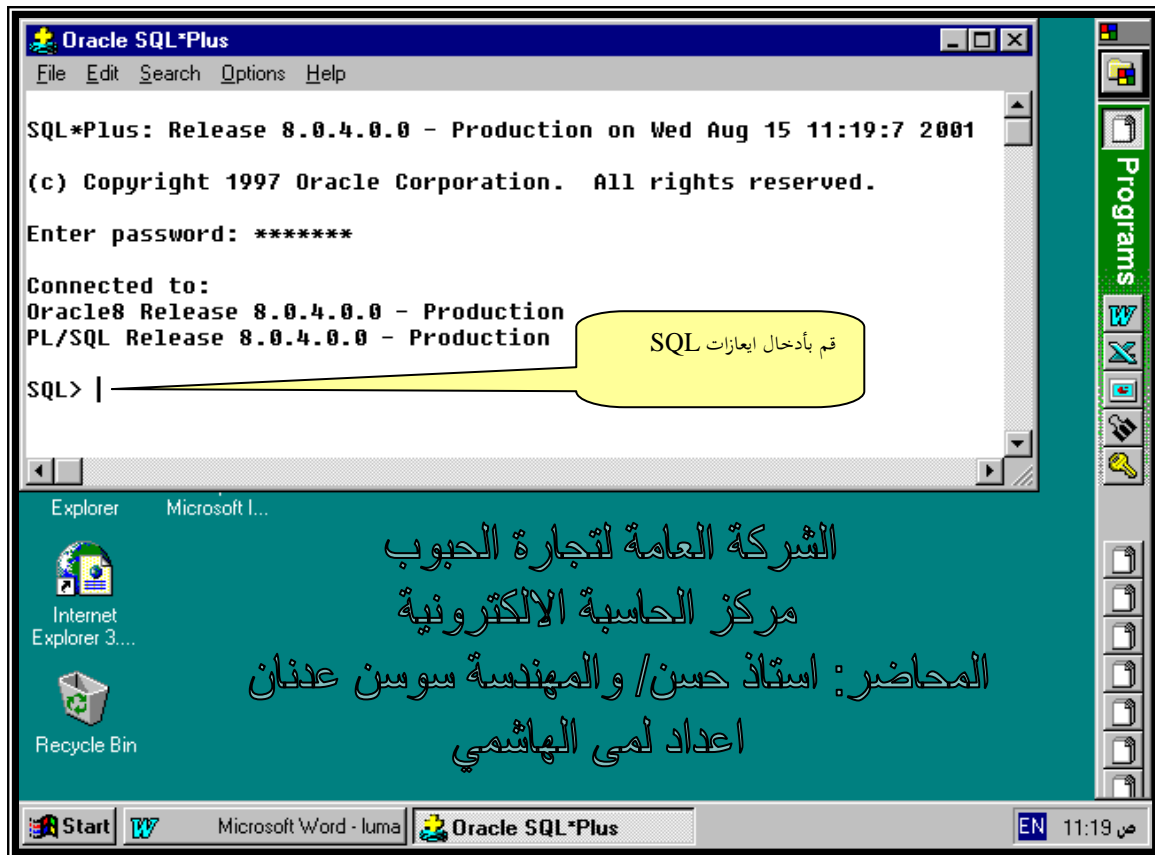 Oracle SQL*Plus
File Edit Search Options Help
SQL*Plus: Release 8.0.4.0.0 - Production on Wed Aug 15 11:19:7 2001
(c) Copyright 1997 Oracle Corporation. All rights reserved.
Enter password: *******
Connected to:
Oracle8 Release 8.0.4.0.0 - Production
PL/SQL Release 8.0.4.0.0 - Production
قم بأدخال ايعازات SQL
SQL>
Programs
Explorer Microsoft I...
Internet
Explorer 3....
Recycle Bin
الشركة العامة لتجارة الحبوب
مركز الحاسبة الالكترونية
المحاضر: استاذ حسن/ والمهندسة سوسن عدنان
اعداد لمى الهاشمي
Start Microsoft Word - luma Oracle SQL*Plus EN 11:19 ص